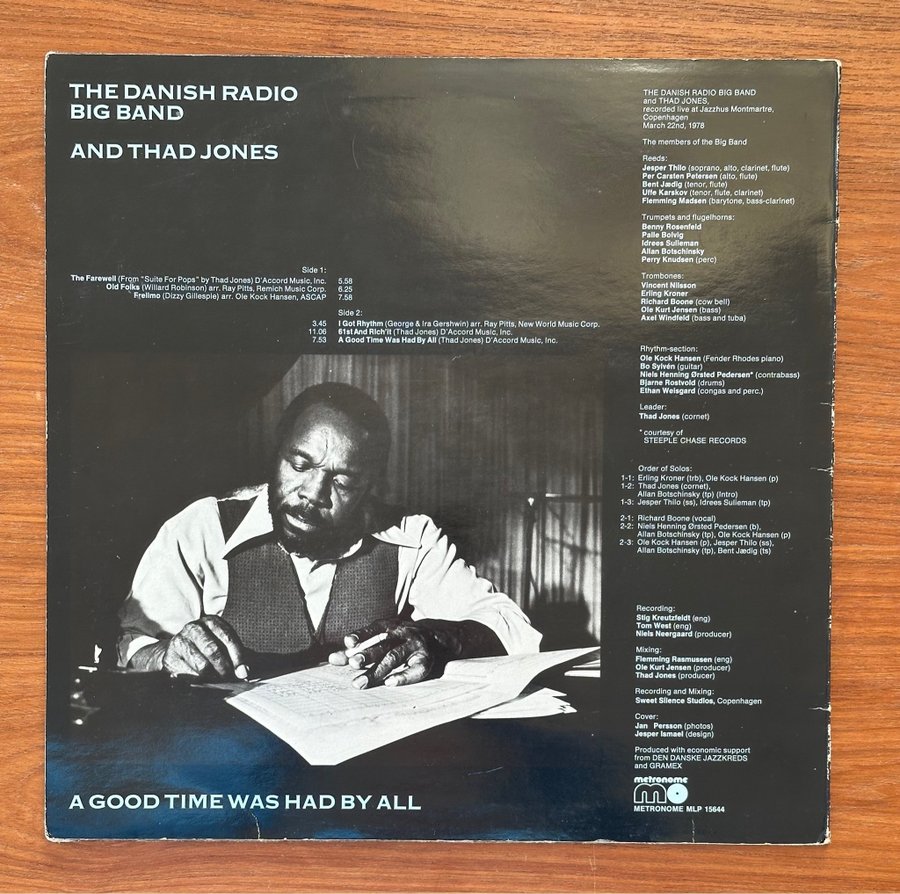 THE DANISH RADIO
BIG BAND
AND THAD JONES
Side 1:
The Farewell (From "Suite For Pops" by Thad Jones) D'Accord Music, Inc. 5.58
Old Folks (Willard Robinson) arr. Ray Pitts, Remich Music Corp. 6.25
Frelimo (Dizzy Gillespie) arr. Ole Kock Hansen, ASCAP 7.58
Side 2:
3.45 I Got Rhythm (George & Ira Gershwin) arr. Ray Pitts, New World Music Corp.
11.06 61st And Rich'it (Thad Jones) D'Accord Music, Inc.
7.53 A Good Time Was Had By All (Thad Jones) D'Accord Music, Inc.
THE DANISH RADIO BIG BAND
and THAD JONES,
recorded live at Jazzhus Montmartre,
Copenhagen
March 22nd, 1978
The members of the Big Band
Reeds:
Jesper Thilo (soprano, alto, clarinet, flute)
Per Carsten Petersen (alto, flute)
Bent Jædig (tenor, flute)
Uffe Karskov (tenor, flute, clarinet)
Flemming Madsen (barytone, bass-clarinet)
Trumpets and flugelhorns:
Benny Rosenfeld
Palle Bolvig
Idrees Sulieman
Allan Botschinsky
Perry Knudsen (perc)
Trombones:
Vincent Nilsson
Erling Kroner
Richard Boone (cow bell)
Ole Kurt Jensen (bass)
Axel Windfeld (bass and tuba)
Rhythm-section:
Ole Kock Hansen (Fender Rhodes piano)
Bo Sylvén (guitar)
Niels Henning Ørsted Pedersen* (contrabass)
Bjarne Rostvold (drums)
Ethan Weisgard (congas and perc.)
Leader:
Thad Jones (cornet)
* courtesy of
STEEPLE CHASE RECORDS
Order of Solos:
1-1: Erling Kroner (trb), Ole Kock Hansen (p)
1-2: Thad Jones (cornet),
Allan Botschinsky (tp) (Intro)
1-3: Jesper Thilo (ss), Idrees Sulieman (tp)
2-1: Richard Boone (vocal)
2-2: Niels Henning Ørsted Pedersen (b),
Allan Botschinsky (tp), Ole Kock Hansen (p)
2-3: Ole Kock Hansen (p), Jesper Thilo (ss),
Allan Botschinsky (tp), Bent Jædig (ts)
Recording:
Stig Kreutzfeldt (eng)
Tom West (eng)
Niels Neergaard (producer)
Mixing:
Flemming Rasmussen (eng)
Ole Kurt Jensen (producer)
Thad Jones (producer)
Recording and Mixing:
Sweet Silence Studios, Copenhagen
Cover:
Jan Persson (photos)
Jesper Ismael (design)
Produced with economic support
from DEN DANSKE JAZZKREDS
and GRAMEX
metronome
METRONOME MLP 15644
A GOOD TIME WAS HAD BY ALL